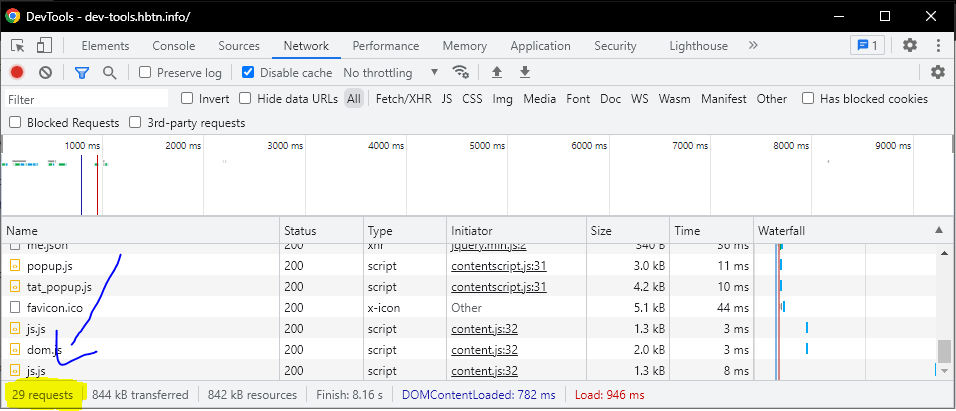 DevTools - dev-tools.hbtn.info/
Elements Console Sources Network Performance Memory Application Security Lighthouse » 1
Preserve log Disable cache No throttling
Filter Invert Hide data URLs All Fetch/XHR JS CSS Img Media Font Doc WS Wasm Manifest Other Has blocked cookies
Blocked Requests 3rd-party requests
1000 ms 2000 ms 3000 ms 4000 ms 5000 ms 6000 ms 7000 ms 8000 ms 9000 ms
Name Status Type Initiator Size Time Waterfall
me.json 200 xhr jquery.min.js:2 540 B 36 ms
popup.js 200 script contentscript.js:31 3.0 kB 11 ms
tat_popup.js 200 script contentscript.js:31 4.2 kB 10 ms
favicon.ico 200 x-icon Other 5.1 kB 44 ms
js.js 200 script content.js:32 1.3 kB 3 ms
dom.js 200 script content.js:32 2.0 kB 3 ms
js.js 200 script content.js:32 1.3 kB 8 ms
29 requests 844 kB transferred 842 kB resources Finish: 8.16 s DOMContentLoaded: 782 ms Load: 946 ms